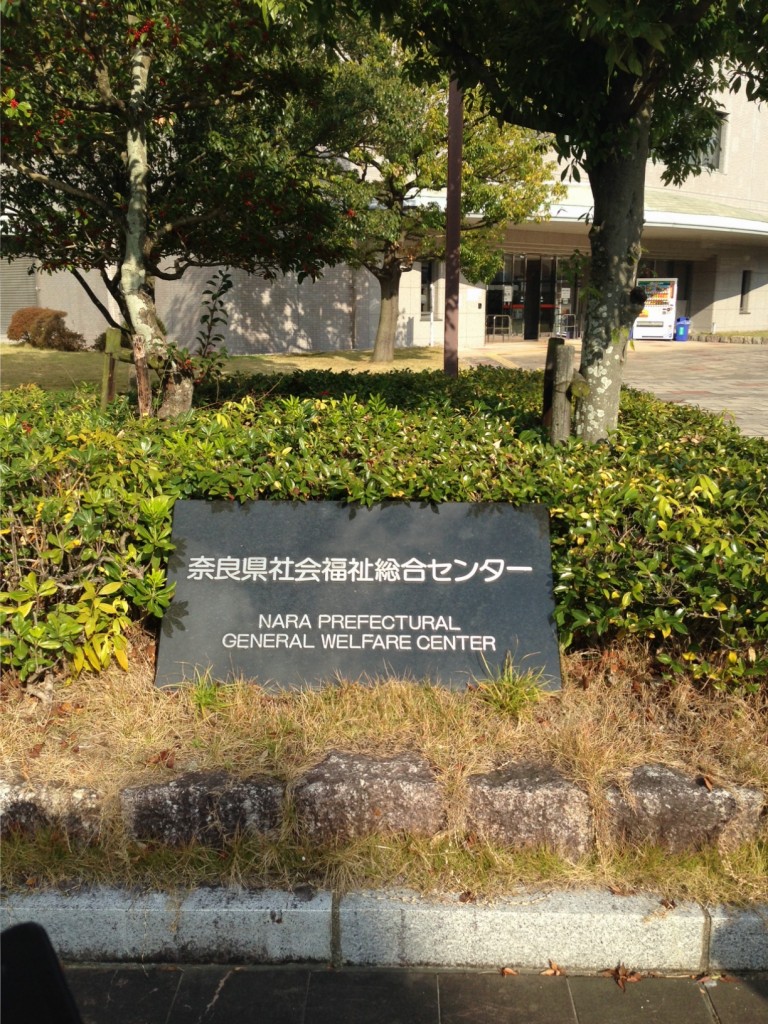 奈良県社会福祉総合センター
NARA PREFECTURAL
GENERAL WELFARE CENTER